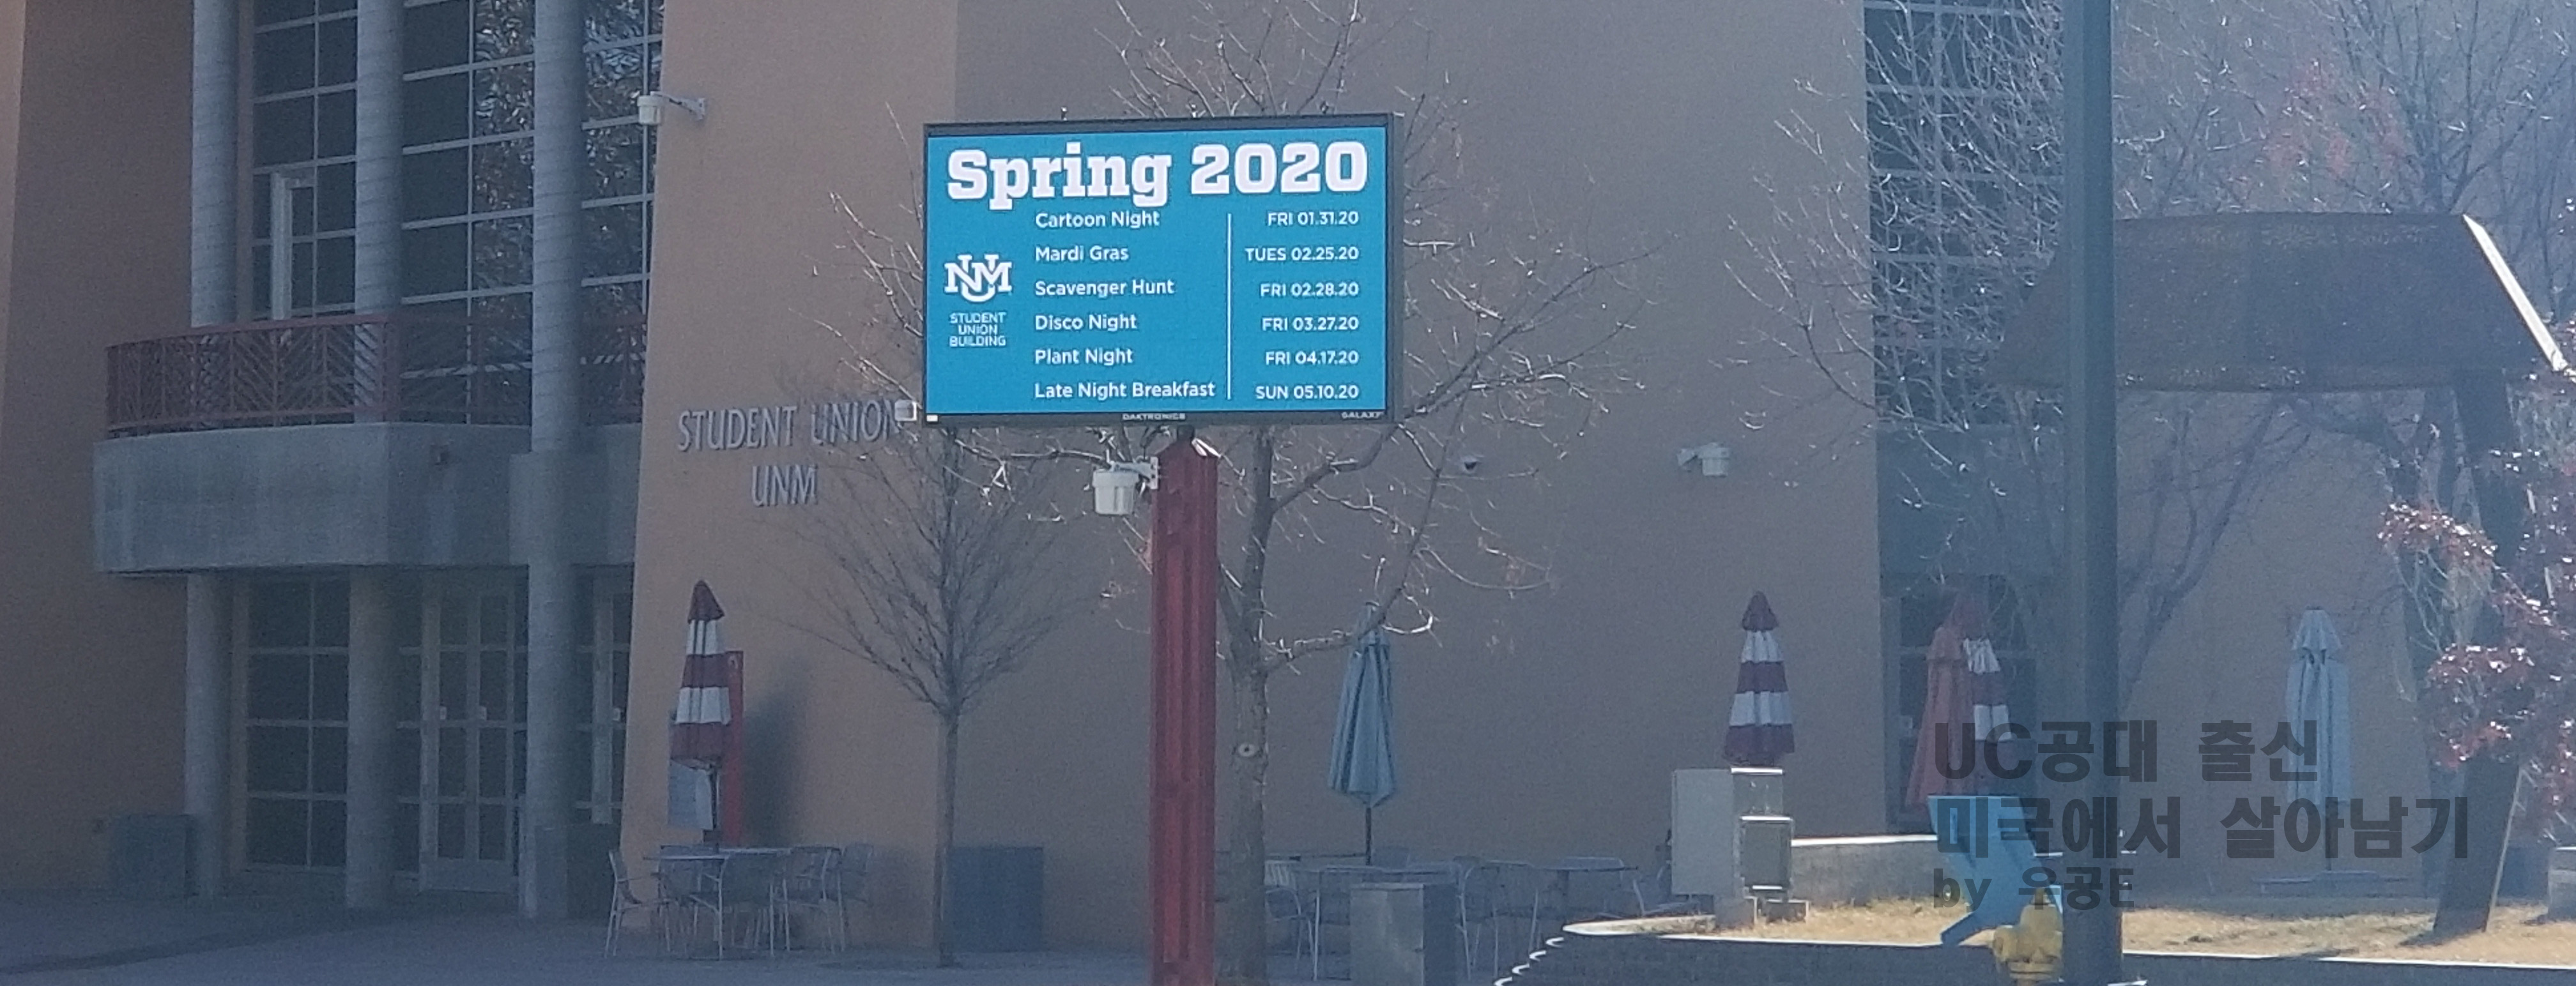 Spring 2020
Cartoon Night FRI 01.31.20
Mardi Gras TUES 02.25.20
Scavenger Hunt FRI 02.28.20
Disco Night FRI 03.27.20
Plant Night FRI 04.17.20
Late Night Breakfast SUN 05.10.20
UNM
STUDENT
UNION
BUILDING
DAKTRONICS GALAXY
STUDENT UNION
UNM
UC공대 출신
미국에서 살아남기
by 우공E